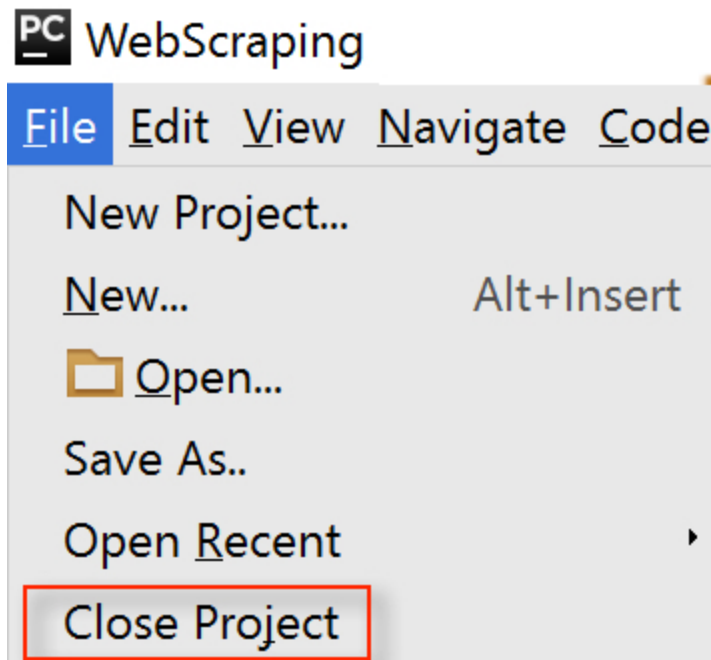 PC WebScraping
File Edit View Navigate Code
New Project...
New... Alt+Insert
Open...
Save As..
Open Recent
Close Project